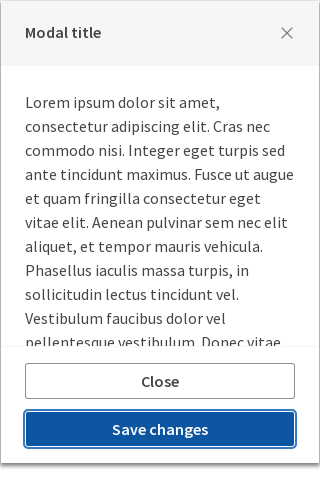 Modal title
Lorem ipsum dolor sit amet,
consectetur adipiscing elit. Cras nec
commodo nisi. Integer eget turpis sed
ante tincidunt maximus. Fusce ut augue
et quam fringilla consectetur eget
vitae elit. Aenean pulvinar sem nec elit
aliquet, et tempor mauris vehicula.
Phasellus iaculis massa turpis, in
sollicitudin lectus tincidunt vel.
Vestibulum faucibus dolor vel
pellentesque vestibulum. Donec vitae
Close
Save changes